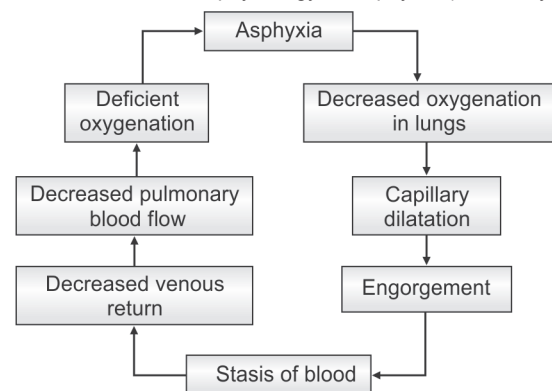 Asphyxia
Decreased oxygenation
in lungs
Capillary
dilatation
Engorgement
Stasis of blood
Decreased venous
return
Decreased pulmonary
blood flow
Deficient
oxygenation